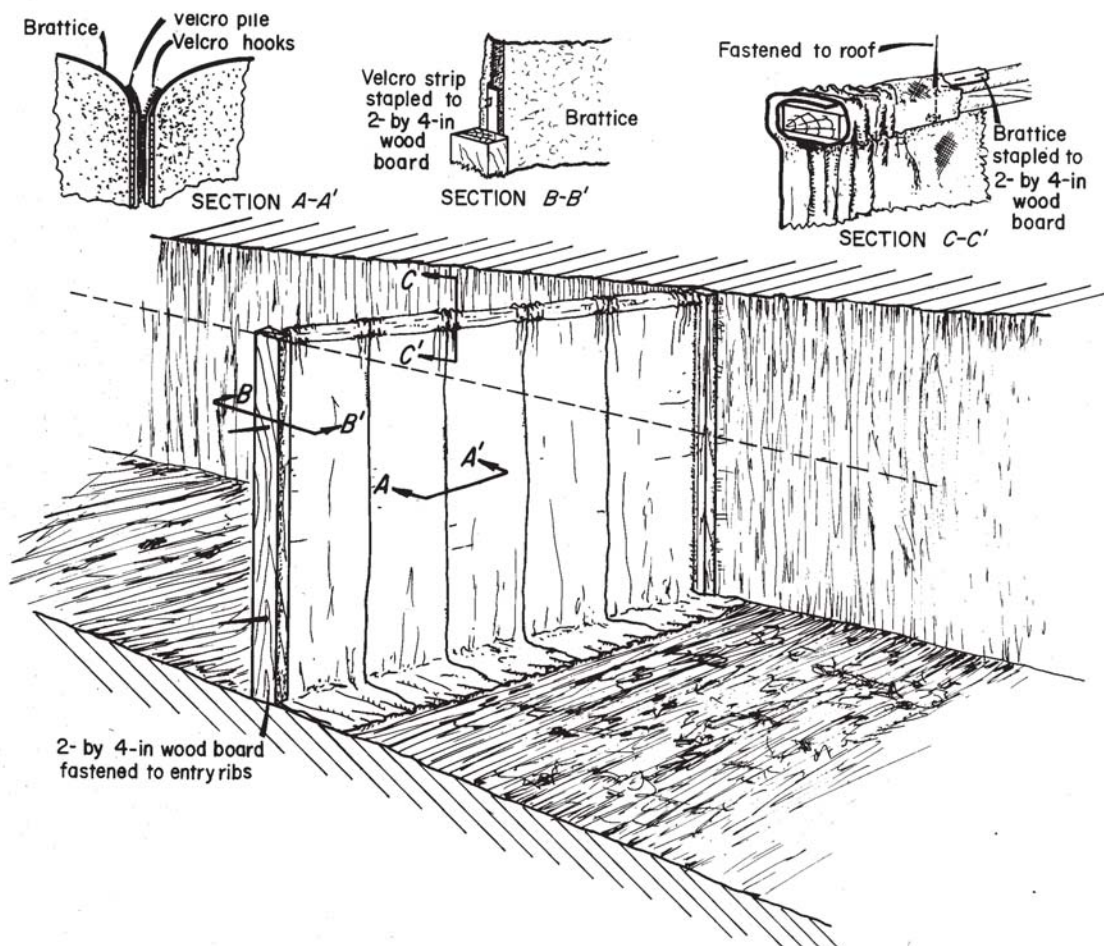 Brattice
Velcro pile
Velcro hooks
SECTION A-A'
Velcro strip
stapled to
2- by 4-in
wood
board
Brattice
SECTION B-B'
Fastened to roof
Brattice
stapled to
2- by 4-in
wood
board
SECTION C-C'
C
C'
B
B'
A'
A
2- by 4-in wood board
fastened to entry ribs